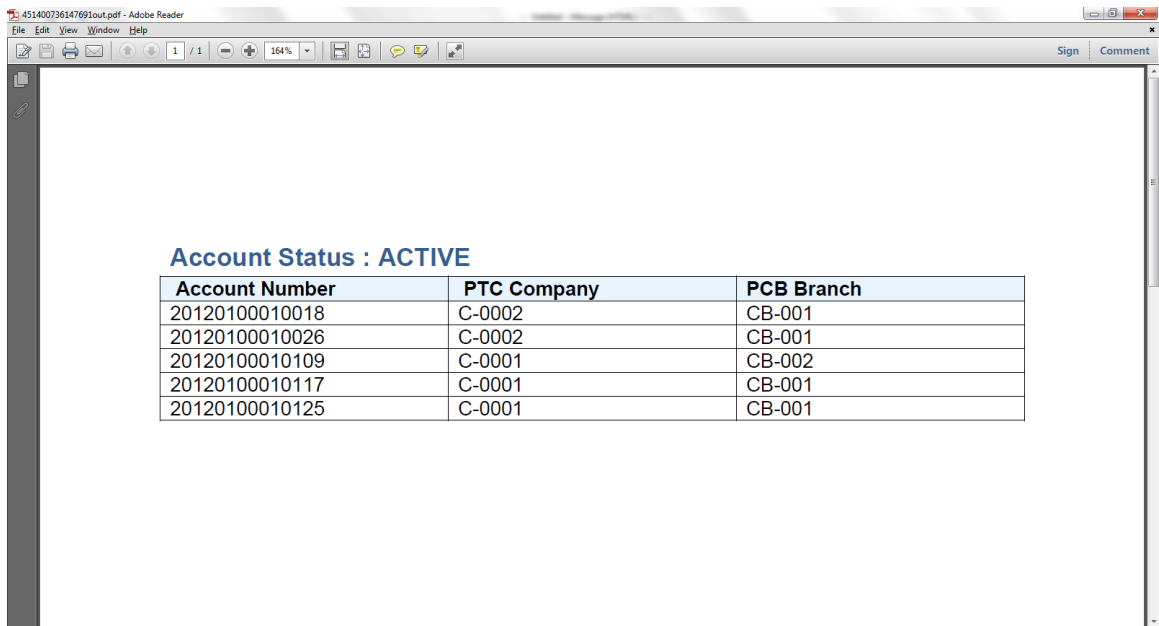 451400736147691out.pdf - Adobe Reader
File Edit View Window Help
1 / 1 164% Sign Comment
Account Status : ACTIVE
Account Number PTC Company PCB Branch
20120100010018 C-0002 CB-001
20120100010026 C-0002 CB-001
20120100010109 C-0001 CB-002
20120100010117 C-0001 CB-001
20120100010125 C-0001 CB-001